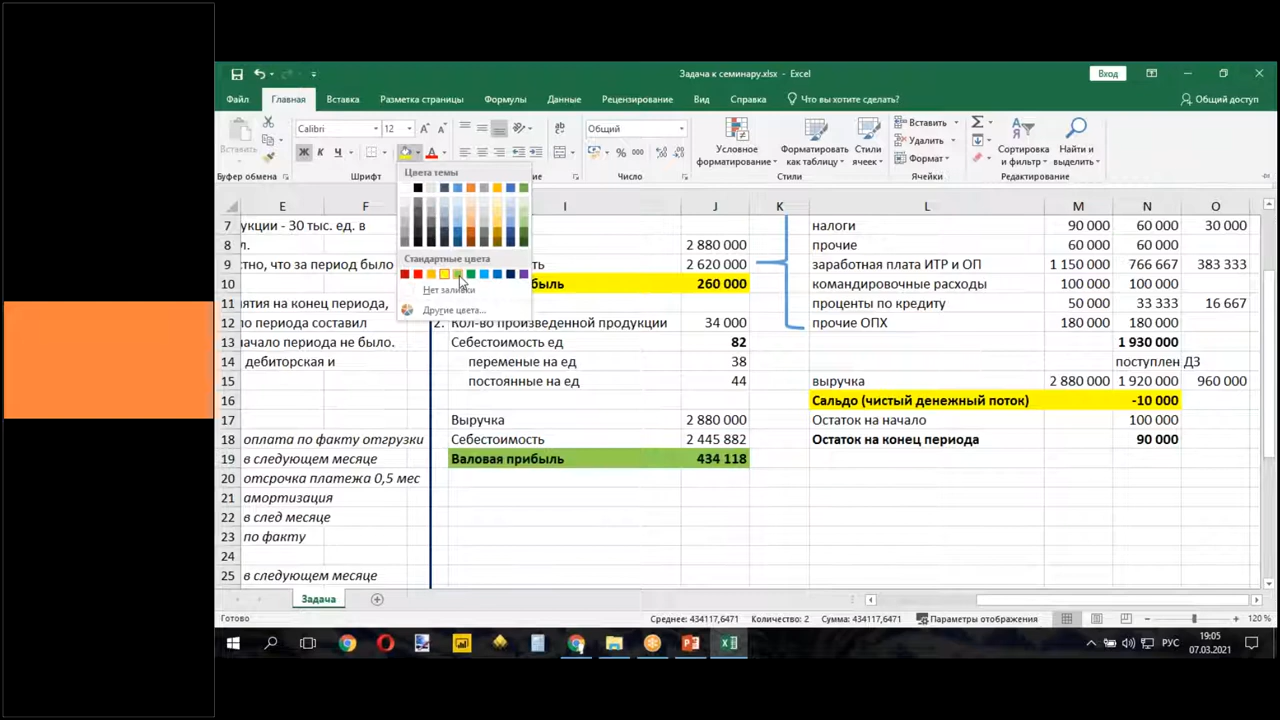 Задача к семинару.xlsx - Excel
Вход
Файл Главная Вставка Разметка страницы Формулы Данные Рецензирование Вид Справка Что вы хотите сделать? Общий доступ
Вставить
Буфер обмена
Calibri 12
Ж К Ч
Шрифт
Общий
% 000
Число
Условное форматирование
Форматировать как таблицу
Стили ячеек
Стили
Вставить
Удалить
Формат
Ячейки
Сортировка и фильтр
Найти и выделить
Редактирование
Цвета темы
Стандартные цвета
Нет заливки
Другие цвета...
E F I J K L M N O
7 укции - 30 тыс. ед. в налоги 90 000 60 000 30 000
8 л. 2 880 000 прочие 60 000 60 000
9 стно, что за период было 2 620 000 заработная плата ИТР и ОП 1 150 000 766 667 383 333
10 260 000 командировочные расходы 100 000 100 000
11 ятия на конец периода, проценты по кредиту 50 000 33 333 16 667
12 ло периода составил 2. Кол-во произведенной продукции 34 000 прочие ОПХ 180 000 180 000
13 ачало периода не было. Себестоимость ед 82 1 930 000
14 дебиторская и переменые на ед 38 поступлен ДЗ
15 постоянные на ед 44 выручка 2 880 000 1 920 000 960 000
16 Сальдо (чистый денежный поток) -10 000
17 Выручка 2 880 000 Остаток на начало 100 000
18 оплата по факту отгрузки Себестоимость 2 445 882 Остаток на конец периода 90 000
19 в следующем месяце Валовая прибыль 434 118
20 отсрочка платежа 0,5 мес
21 амортизация
22 в след месяце
23 по факту
24
25 в следующем месяце
Задача
Готово Среднее: 434117,6471 Количество: 2 Сумма: 434117,6471 Параметры отображения 120 %
РУС
19:05
07.03.2021